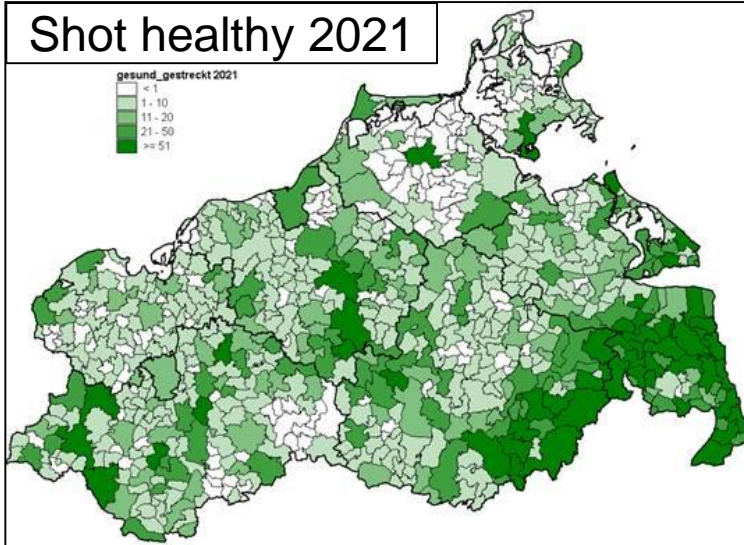 Shot healthy 2021
gesund_gestreckt 2021
< 1
1 - 10
11 - 20
21 - 50
>= 51